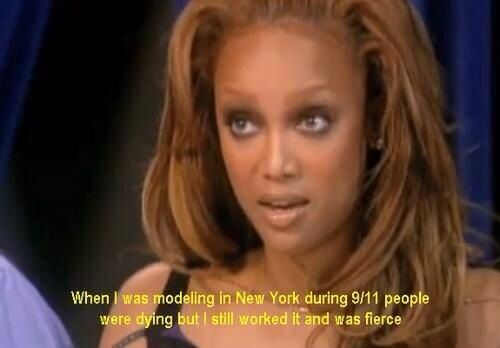 When I was modeling in New York during 9/11 people
were dying but I still worked it and was fierce